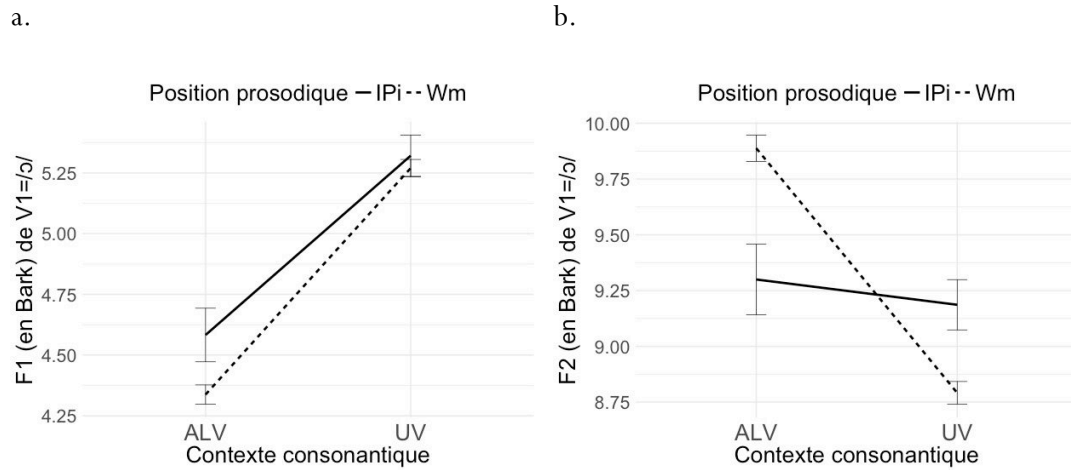 a.
b.
Position prosodique IPi Wm
F1 (en Bark) de V1=/ɔ/
5.25
5.00
4.75
4.50
4.25
ALV UV
Contexte consonantique
Position prosodique IPi Wm
F2 (en Bark) de V1=/ɔ/
10.00
9.75
9.50
9.25
9.00
8.75
ALV UV
Contexte consonantique